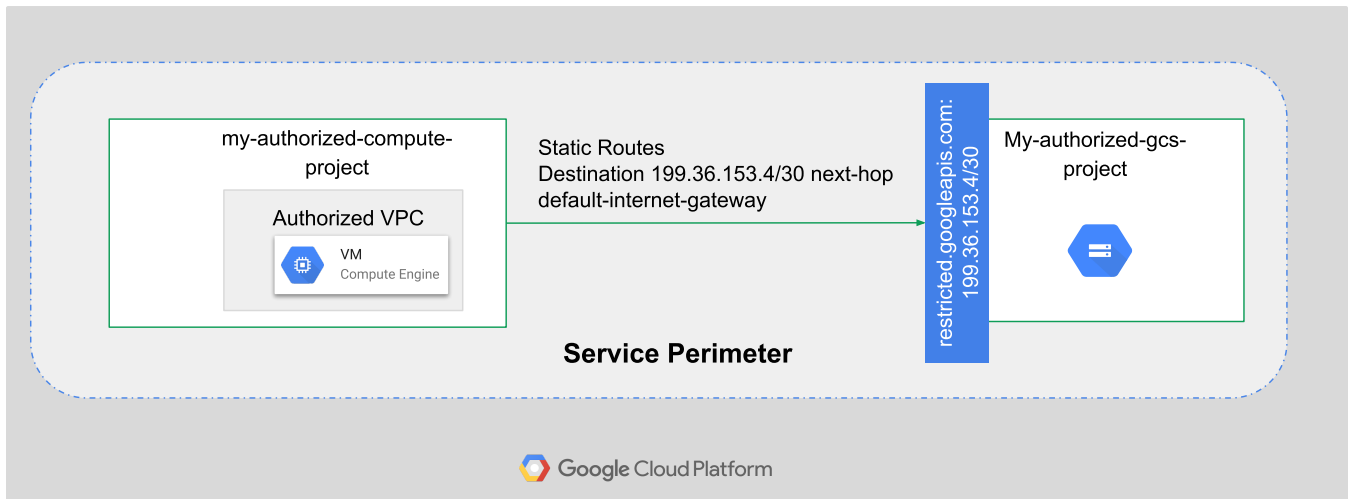 my-authorized-compute-
project
Authorized VPC
VM
Compute Engine
Static Routes
Destination 199.36.153.4/30 next-hop
default-internet-gateway
restricted.googleapis.com:
199.36.153.4/30
My-authorized-gcs-
project
Service Perimeter
Google Cloud Platform